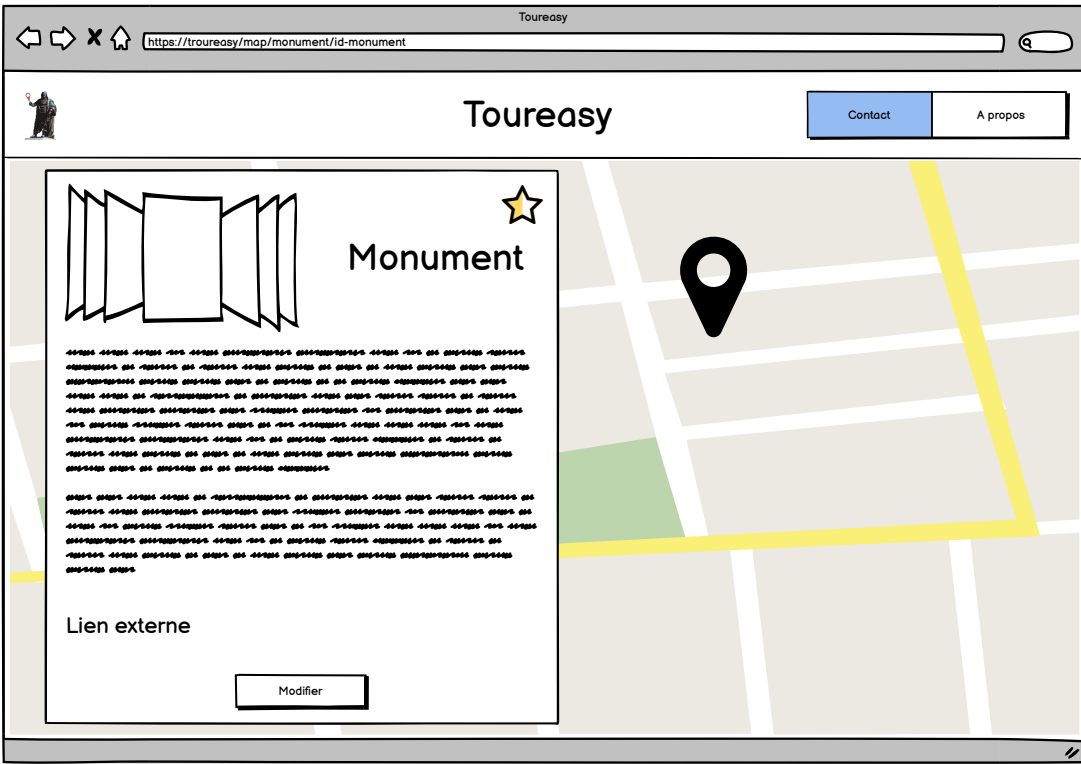 Toureasy
https://troureasy/map/monument/id-monument
Toureasy
Contact
A propos
Monument
Lien externe
Modifier